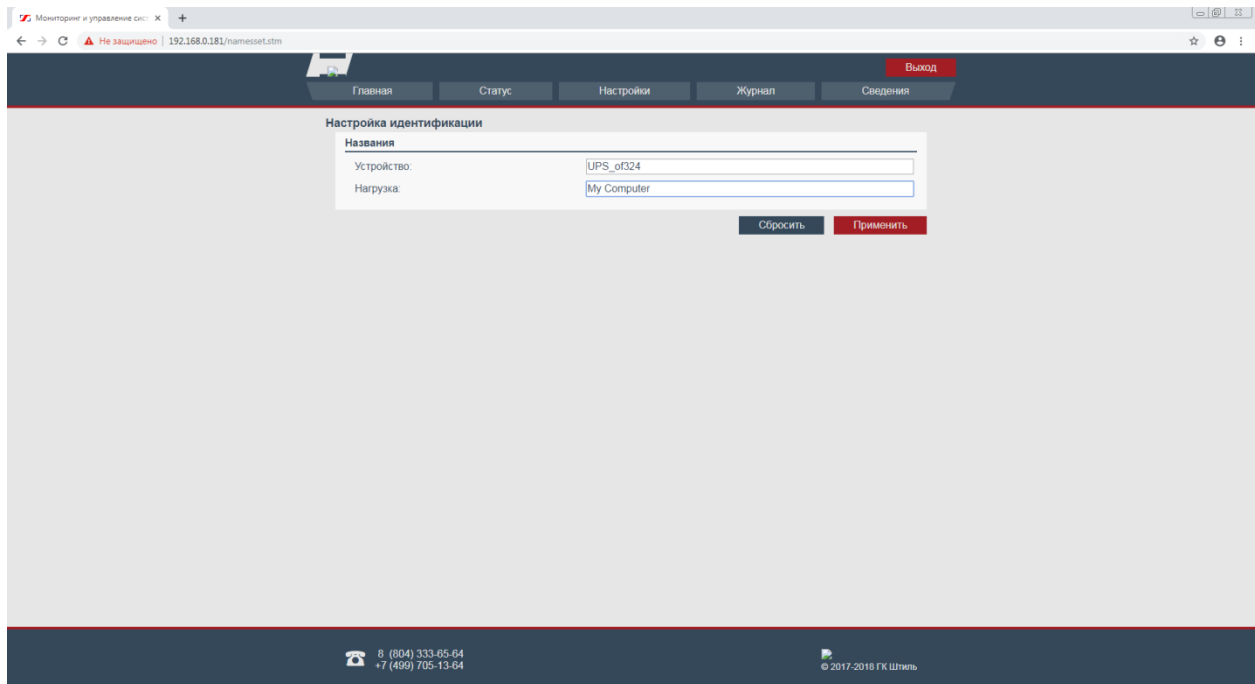 Мониторинг и управление сист
Не защищено | 192.168.0.181/namesset.stm
Выход
Главная Статус Настройки Журнал Сведения
Настройка идентификации
Названия
Устройство: UPS_of324
Нагрузка: My Computer
Сбросить Применить
8 (804) 333-65-64
+7 (499) 705-13-64
© 2017-2018 ГК Штиль